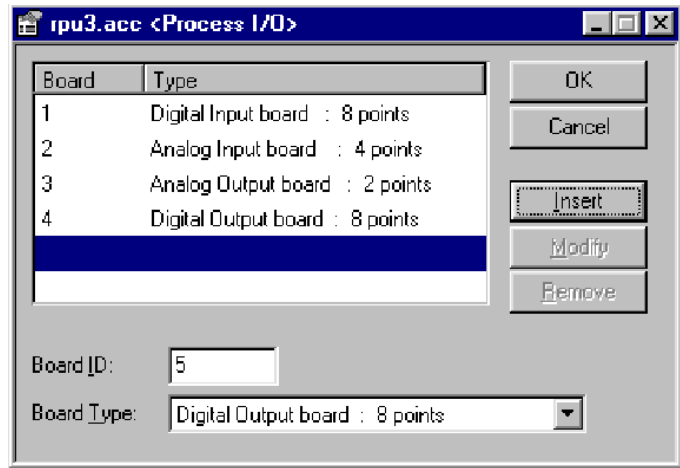 rpu3.acc <Process I/O>
Board Type
1 Digital Input board : 8 points
2 Analog Input board : 4 points
3 Analog Output board : 2 points
4 Digital Output board : 8 points
OK
Cancel
Insert
Modify
Remove
Board ID: 5
Board Type: Digital Output board : 8 points